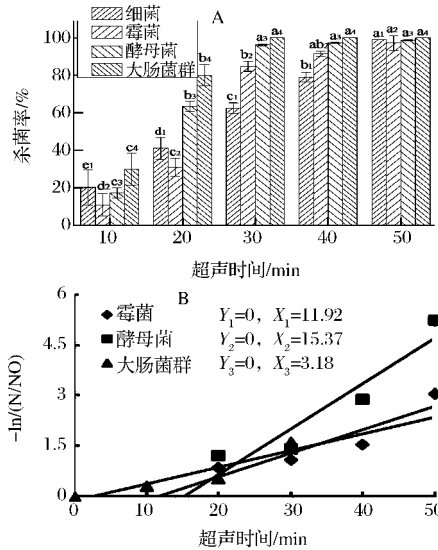 A
细菌
霉菌
酵母菌
大肠菌群
杀菌率/%
100
80
60
40
20
0
e1 d2 c3 c4
d1 c2 b3 b4
c1 b2 a3 a4
b1 ab2 a3 a4
a1 a2 a3 a4
10 20 30 40 50
超声时间/min
B
霉菌 Y1=0, X1=11.92
酵母菌 Y2=0, X2=15.37
大肠菌群 Y3=0, X3=3.18
-ln/(N/NO)
6
4.5
3
1.5
0
0 10 20 30 40 50
超声时间/min